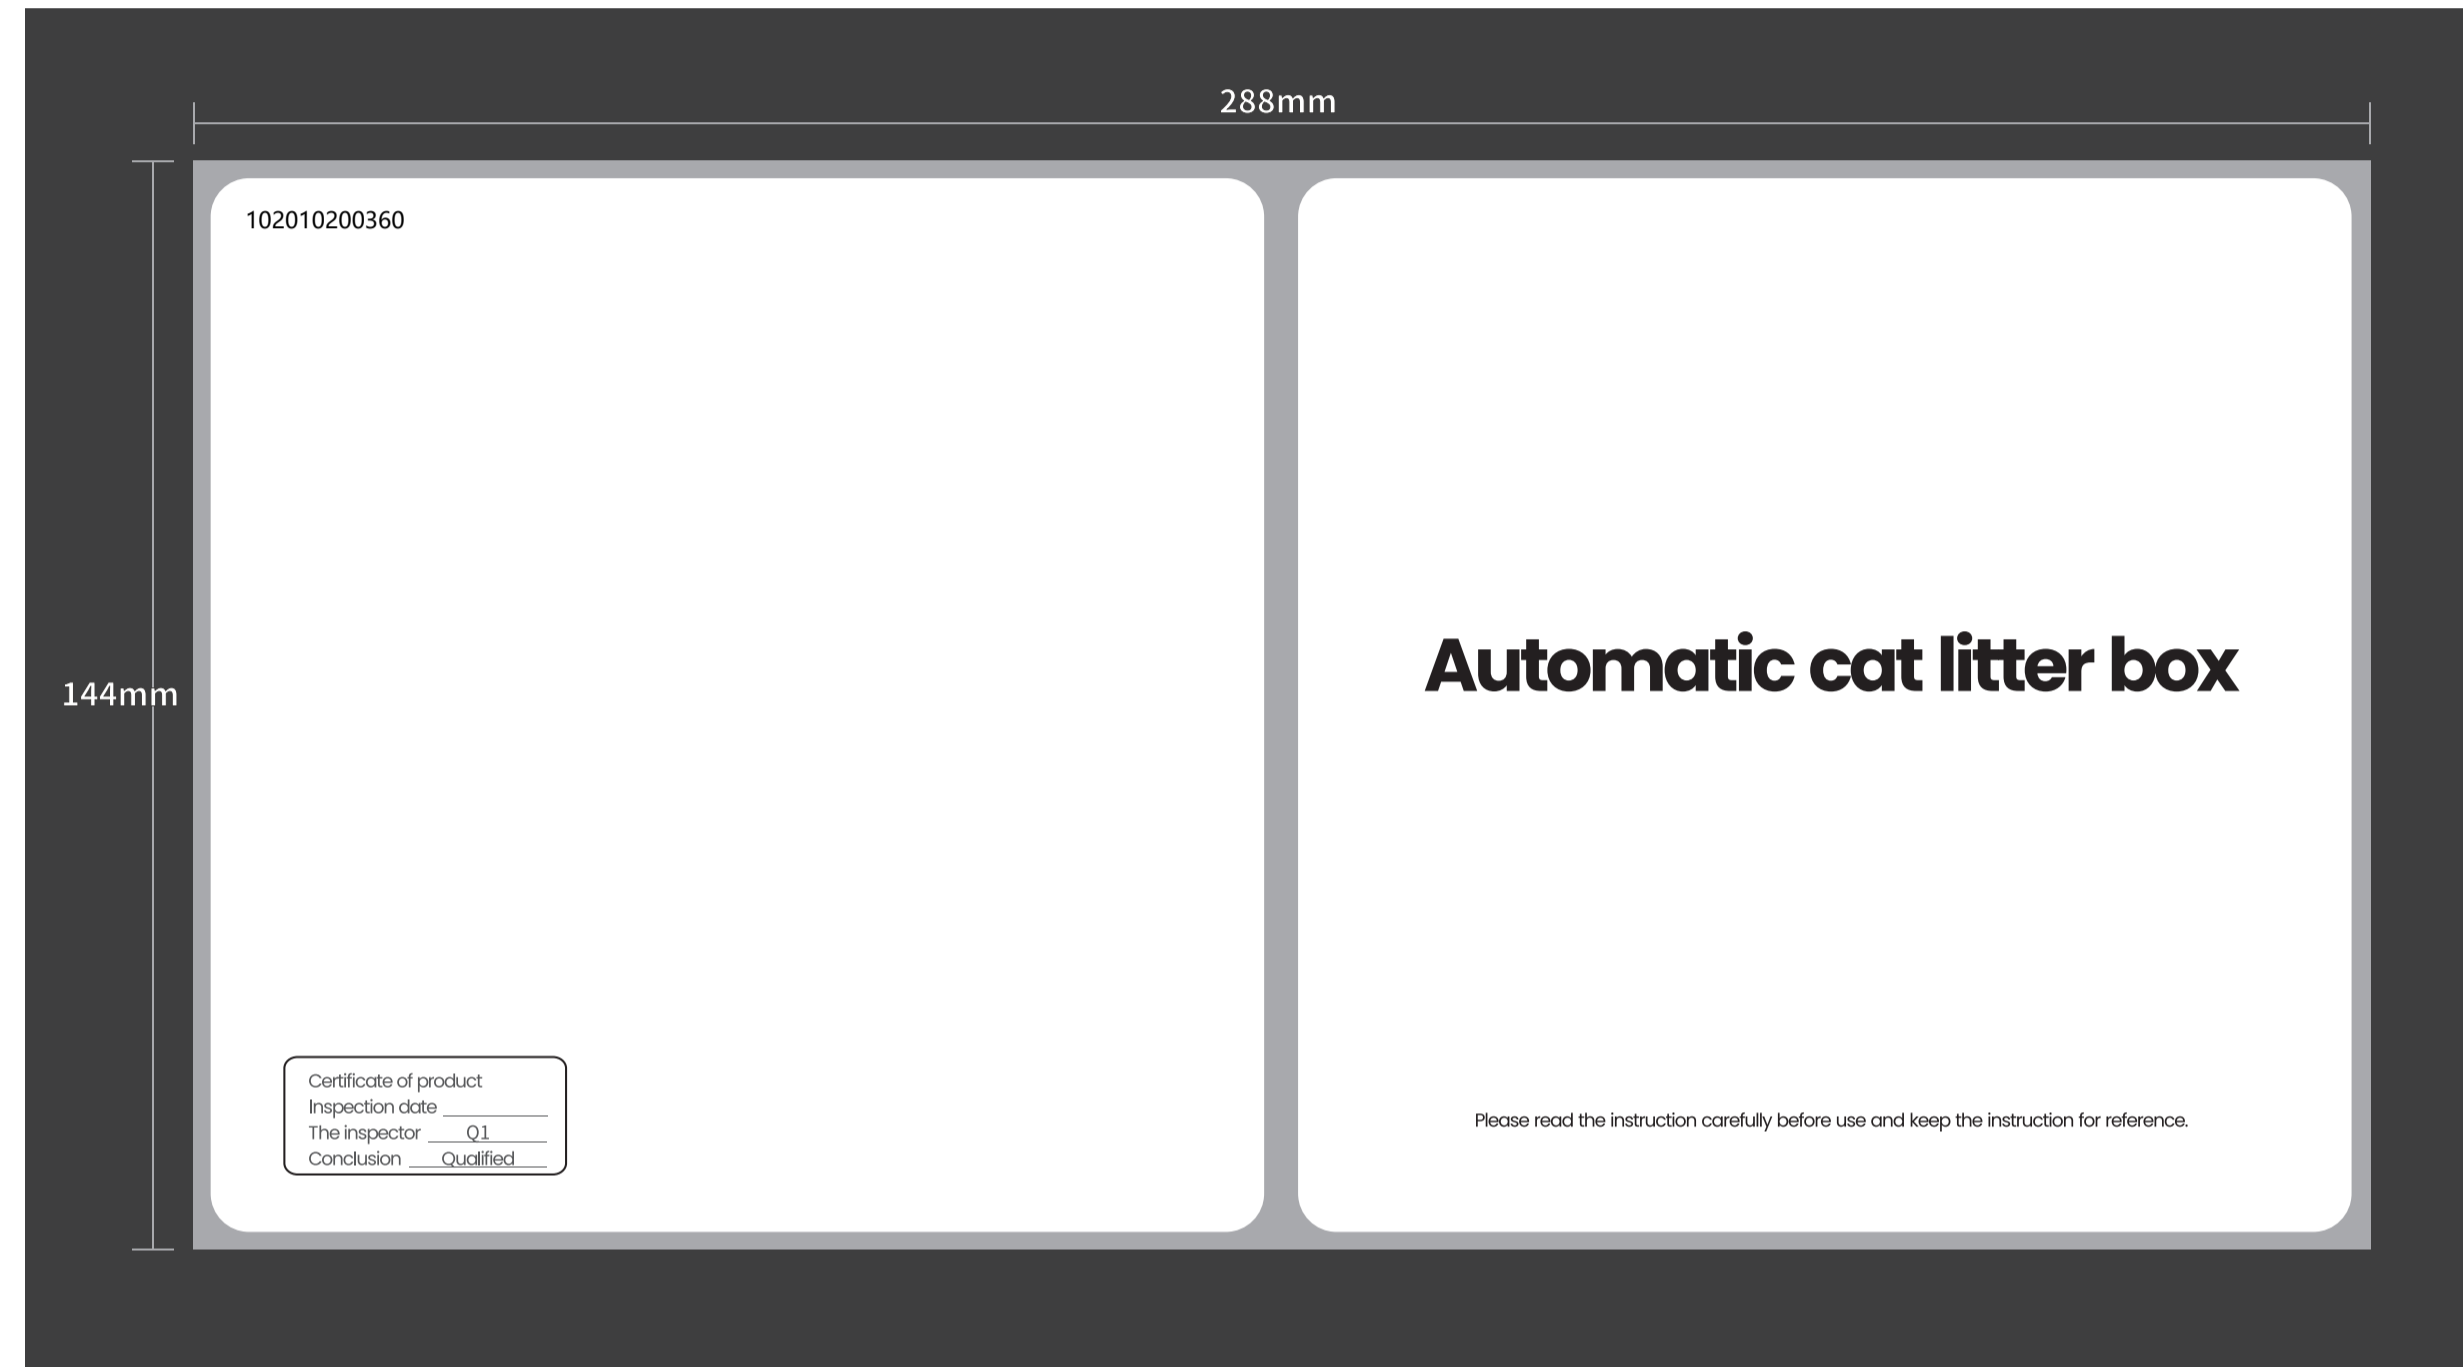 288mm
144mm
102010200360
Certificate of product
Inspection date
The inspector Q1
Conclusion Qualified
Automatic cat litter box
Please read the instruction carefully before use and keep the instruction for reference.